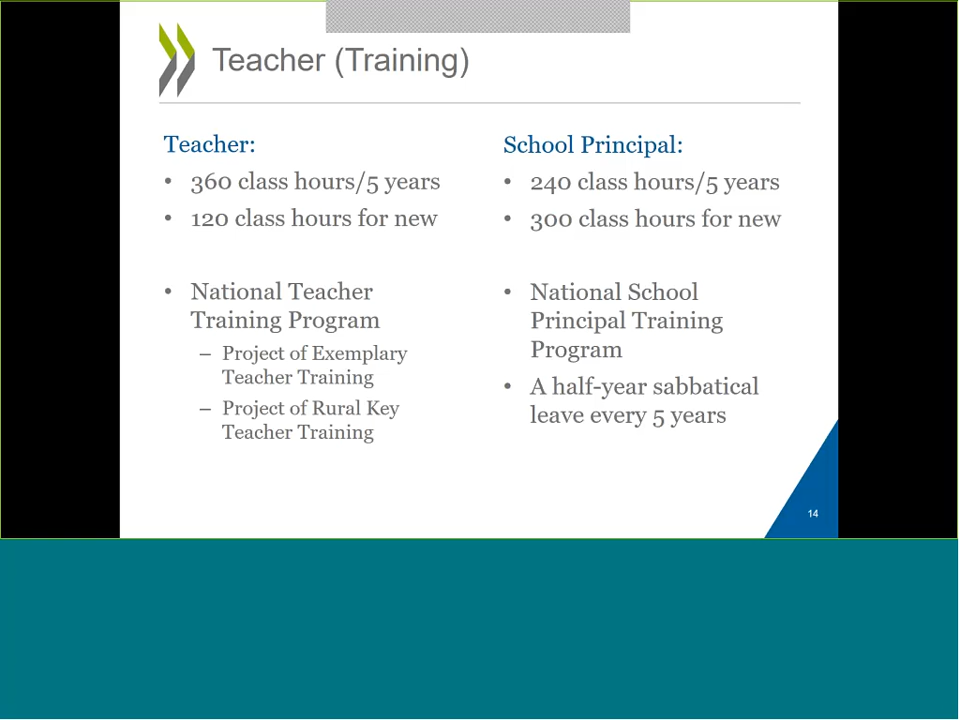 Teacher (Training)
Teacher:
• 360 class hours/5 years
• 120 class hours for new
• National Teacher
Training Program
– Project of Exemplary
Teacher Training
– Project of Rural Key
Teacher Training
School Principal:
• 240 class hours/5 years
• 300 class hours for new
• National School
Principal Training
Program
• A half-year sabbatical
leave every 5 years
14